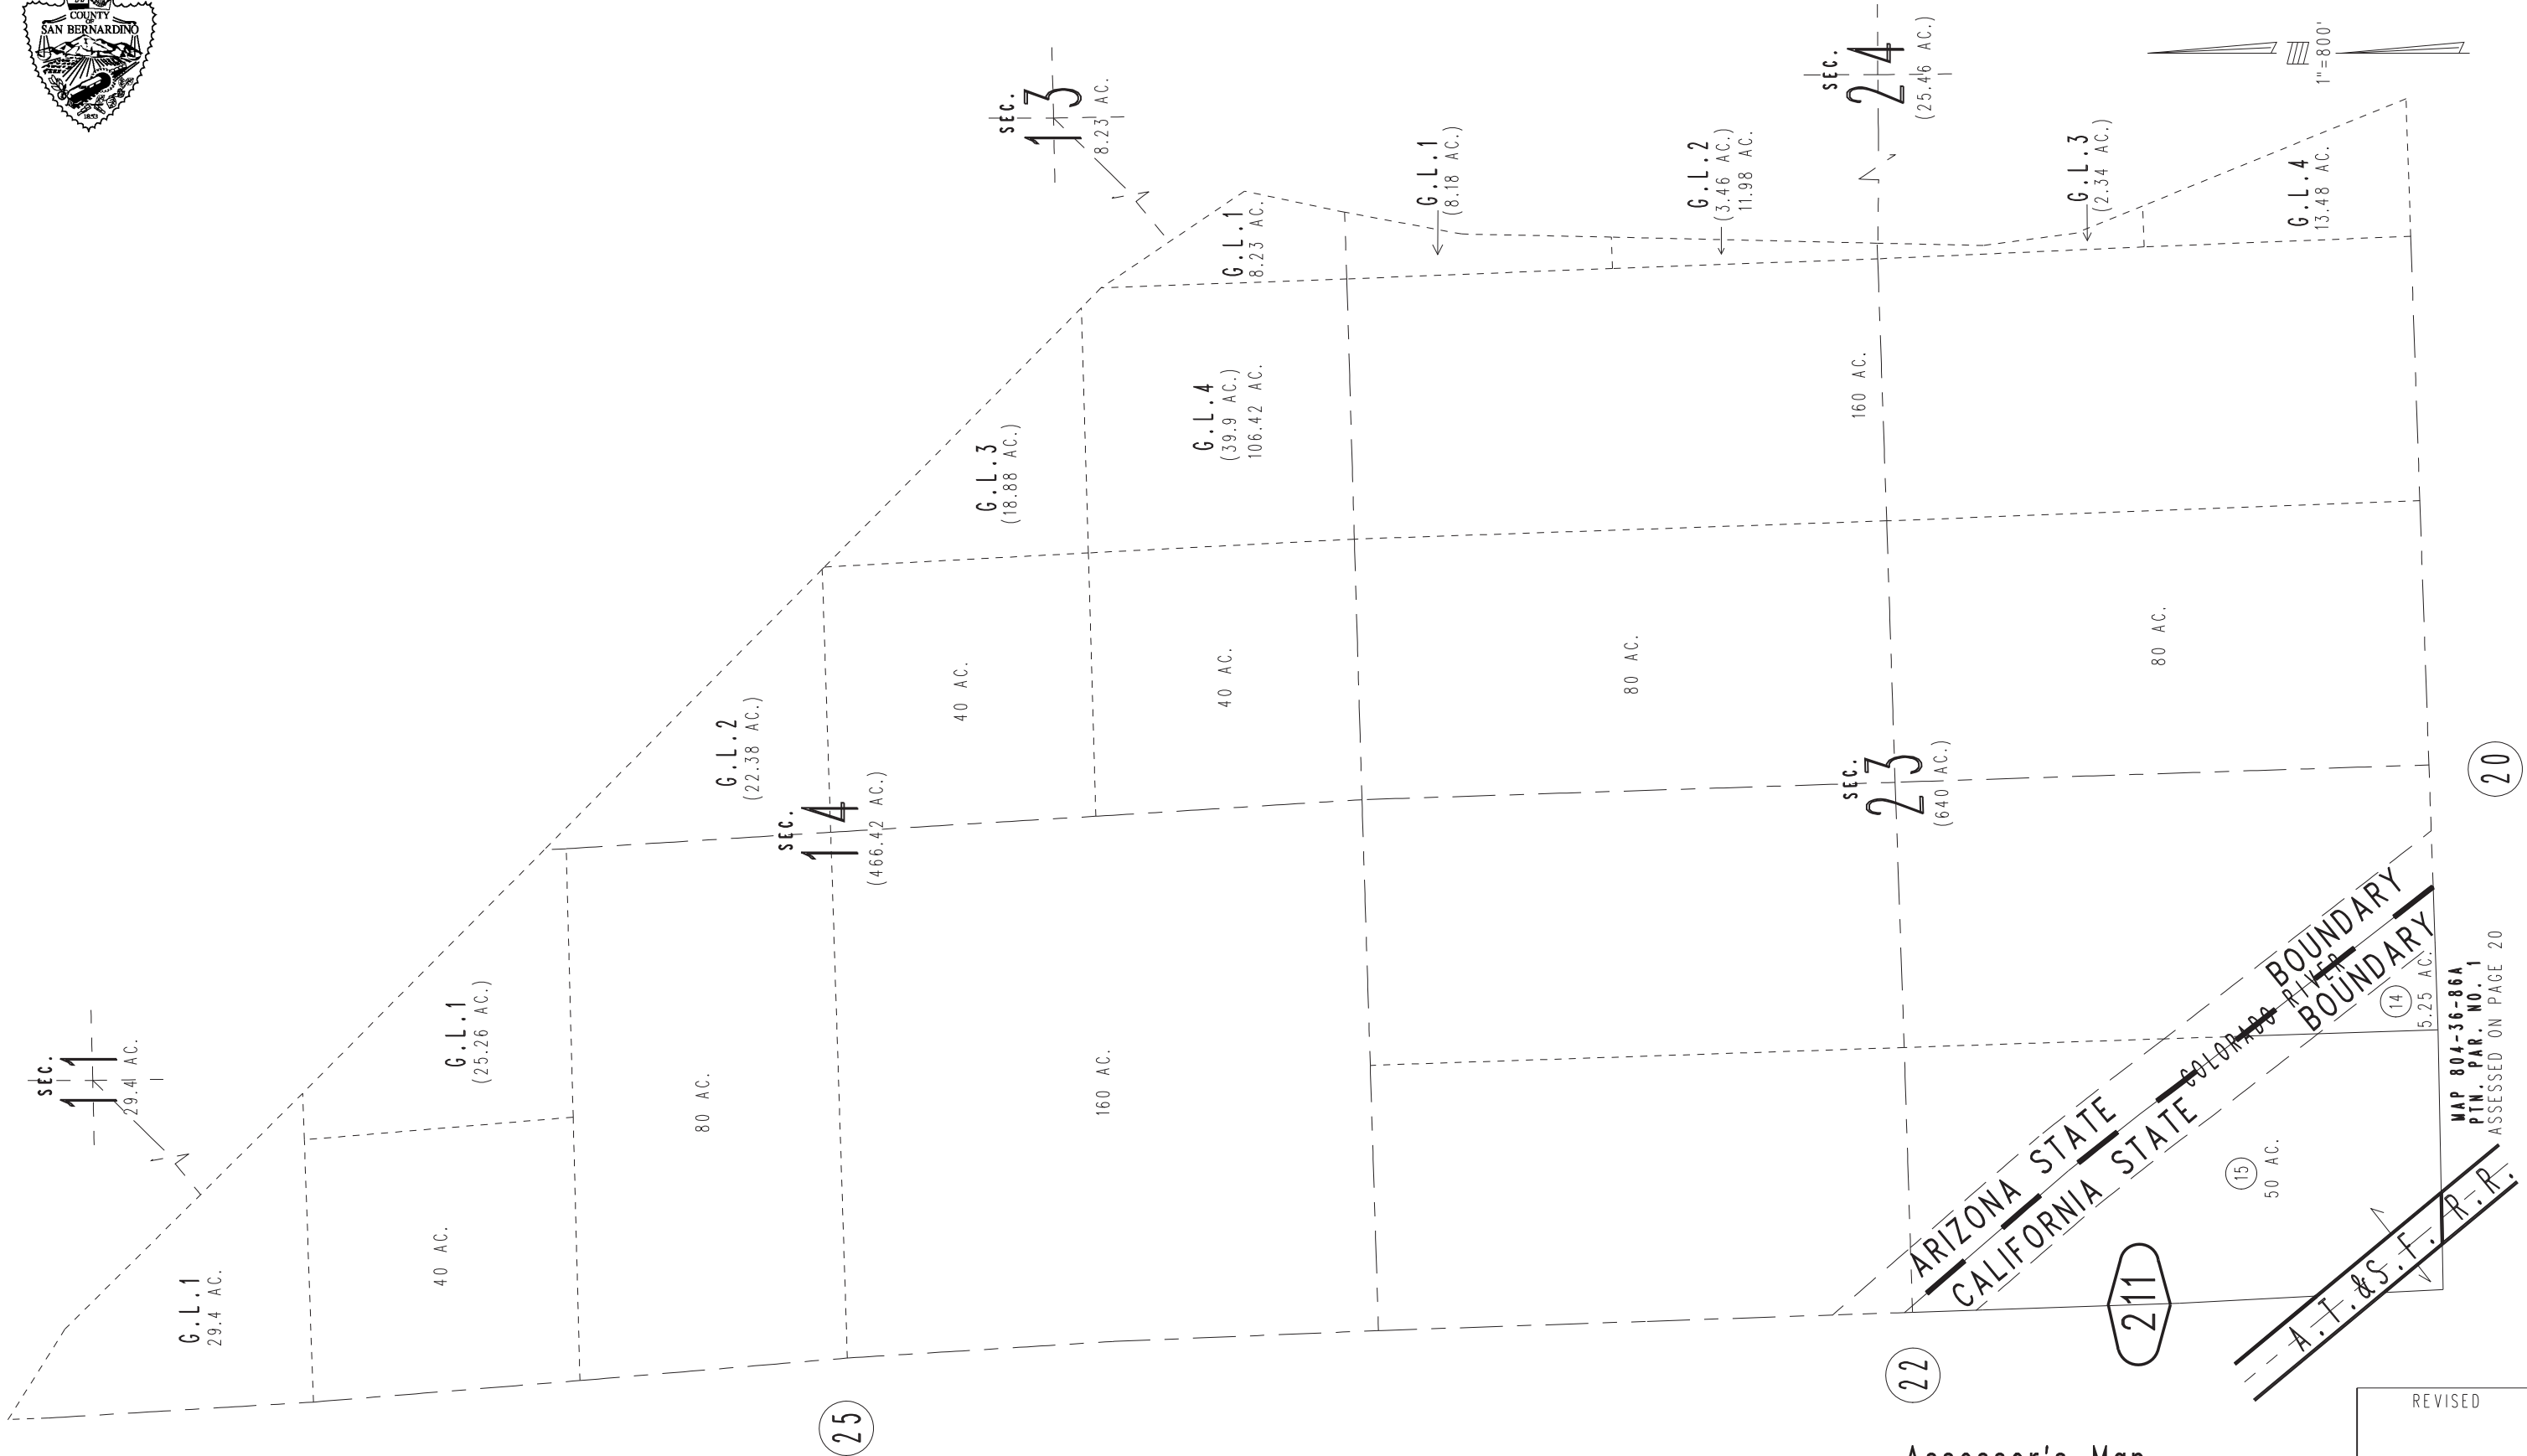 COUNTY
OF
SAN BERNARDINO
1853
SEC.
11
29.4 AC.
G.L.1
29.4 AC.
40 AC.
G.L.1
(25.26 AC.)
80 AC.
SEC.
14
(466.42 AC.)
G.L.2
(22.38 AC.)
160 AC.
40 AC.
40 AC.
G.L.3
(18.88 AC.)
G.L.4
(39.9 AC.)
106.42 AC.
SEC.
13
8.23 AC.
G.L.1
8.23 AC.
G.L.1
(8.18 AC.)
G.L.2
(3.46 AC.)
11.98 AC.
SEC.
24
(25.46 AC.)
G.L.3
(2.34 AC.)
G.L.4
13.48 AC.
1"=800'
160 AC.
80 AC.
80 AC.
SEC.
23
(640 AC.)
ARIZONA STATE BOUNDARY
COLORADO RIVER
CALIFORNIA STATE BOUNDARY
14
5.25 AC.
15
50 AC.
MAP 804-36-86A
PTN. PAR. NO. 1
ASSESSED ON PAGE 20
A.T.&S.F. R.R.
211
20
22
25
Assessor's Map
REVISED